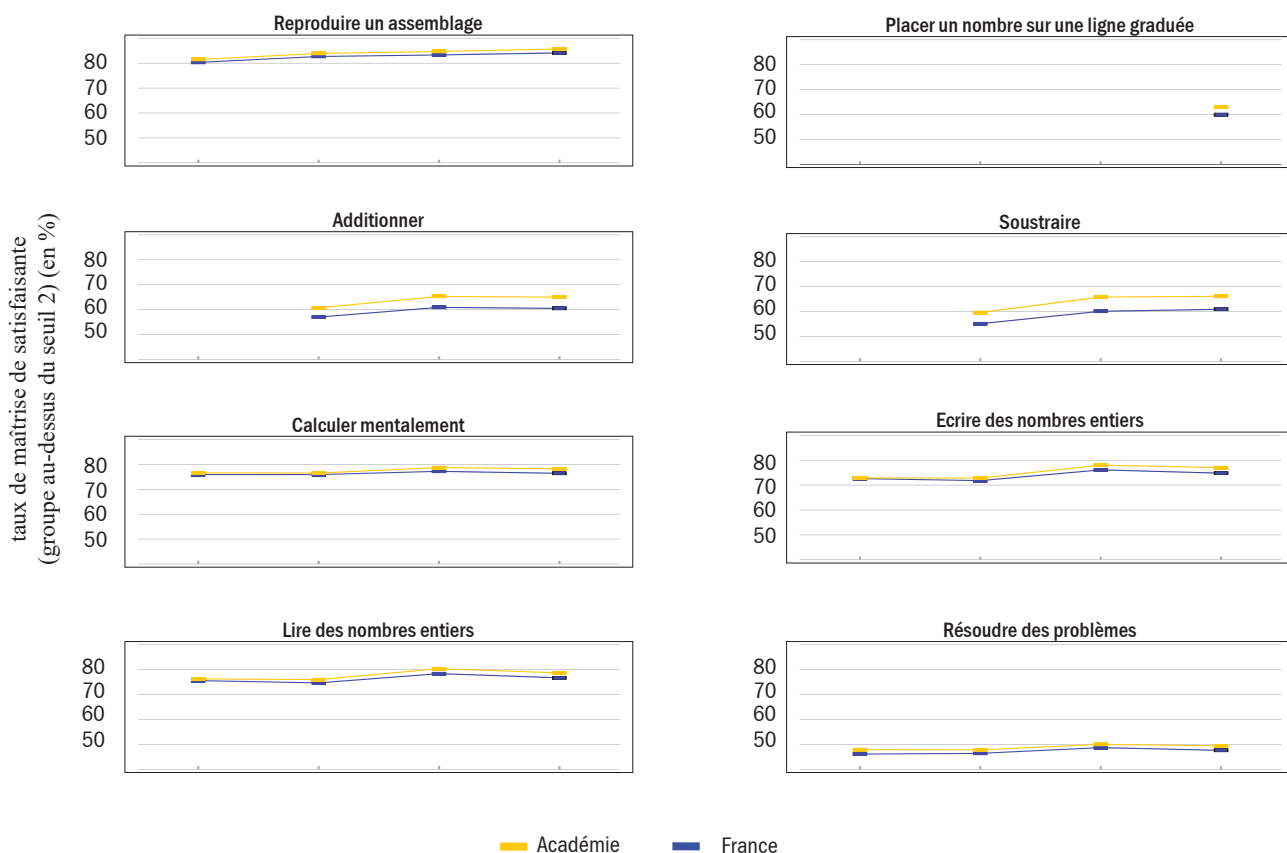 Reproduire un assemblage
80
70
60
50
Placer un nombre sur une ligne graduée
80
70
60
50
taux de maîtrise de satisfaisante
(groupe au-dessus du seuil 2) (en %)
Additionner
80
70
60
50
Soustraire
80
70
60
50
Calculer mentalement
80
70
60
50
Ecrire des nombres entiers
80
70
60
50
Lire des nombres entiers
80
70
60
50
Résoudre des problèmes
80
70
60
50
Académie
France